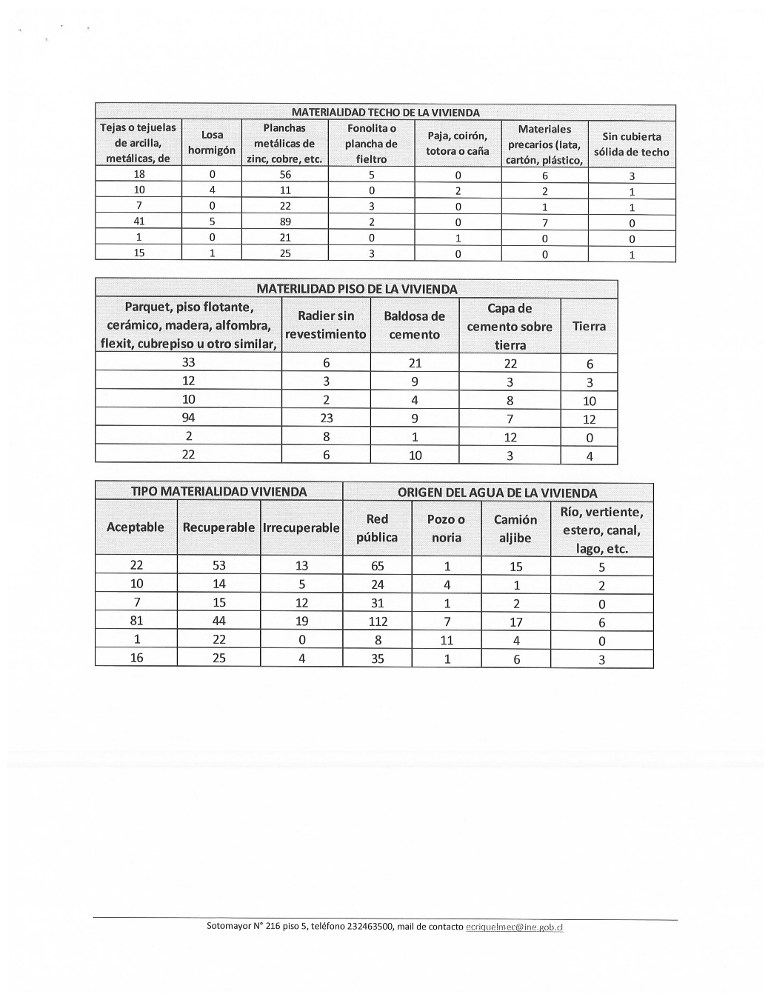 MATERIALIDAD TECHO DE LA VIVIENDA
Tejas o tejuelas de arcilla, metálicas, de | Losa hormigón | Planchas metálicas de zinc, cobre, etc. | Fonolita o plancha de fieltro | Paja, coirón, totora o caña | Materiales precarios (lata, cartón, plástico, | Sin cubierta sólida de techo
18 | 0 | 56 | 5 | 0 | 6 | 3
10 | 4 | 11 | 0 | 2 | 2 | 1
7 | 0 | 22 | 3 | 0 | 1 | 1
41 | 5 | 89 | 2 | 0 | 7 | 0
1 | 0 | 21 | 0 | 1 | 0 | 0
15 | 1 | 25 | 3 | 0 | 0 | 1
MATERILIDAD PISO DE LA VIVIENDA
Parquet, piso flotante, cerámico, madera, alfombra, flexit, cubrepiso u otro similar, | Radier sin revestimiento | Baldosa de cemento | Capa de cemento sobre tierra | Tierra
33 | 6 | 21 | 22 | 6
12 | 3 | 9 | 3 | 3
10 | 2 | 4 | 8 | 10
94 | 23 | 9 | 7 | 12
2 | 8 | 1 | 12 | 0
22 | 6 | 10 | 3 | 4
TIPO MATERIALIDAD VIVIENDA | ORIGEN DEL AGUA DE LA VIVIENDA
Aceptable | Recuperable | Irrecuperable | Red pública | Pozo o noria | Camión aljibe | Río, vertiente, estero, canal, lago, etc.
22 | 53 | 13 | 65 | 1 | 15 | 5
10 | 14 | 5 | 24 | 4 | 1 | 2
7 | 15 | 12 | 31 | 1 | 2 | 0
81 | 44 | 19 | 112 | 7 | 17 | 6
1 | 22 | 0 | 8 | 11 | 4 | 0
16 | 25 | 4 | 35 | 1 | 6 | 3
Sotomayor N° 216 piso 5, teléfono 232463500, mail de contacto ecriquelmec@ine.gob.cl